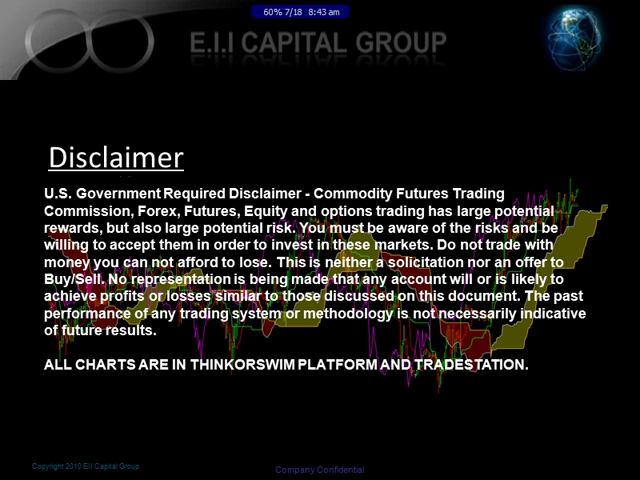 60% 7/18 8:43 am
E.I.I CAPITAL GROUP
Disclaimer
U.S. Government Required Disclaimer - Commodity Futures Trading
Commission, Forex, Futures, Equity and options trading has large potential
rewards, but also large potential risk. You must be aware of the risks and be
willing to accept them in order to invest in these markets. Do not trade with
money you can not afford to lose. This is neither a solicitation nor an offer to
Buy/Sell. No representation is being made that any account will or is likely to
achieve profits or losses similar to those discussed on this document. The past
performance of any trading system or methodology is not necessarily indicative
of future results.
ALL CHARTS ARE IN THINKORSWIM PLATFORM AND TRADESTATION.
Copyright 2010 EII Capital Group
Company Confidential